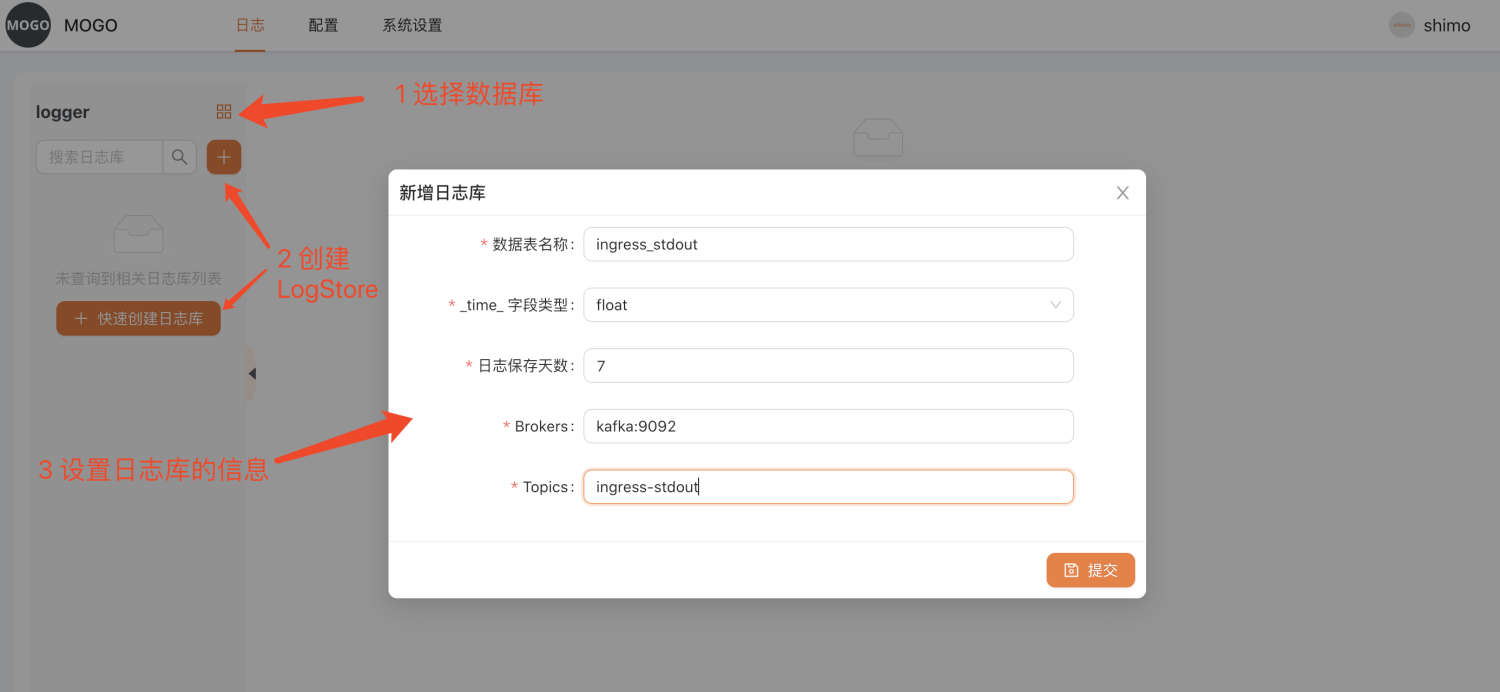 MOGO MOGO 日志 配置 系统设置 shimo
logger
1 选择数据库
搜索日志库
未查询到相关日志库列表
快速创建日志库
2 创建
LogStore
3 设置日志库的信息
新增日志库
* 数据表名称: ingress_stdout
* _time_ 字段类型: float
* 日志保存天数: 7
* Brokers: kafka:9092
* Topics: ingress-stdout
提交